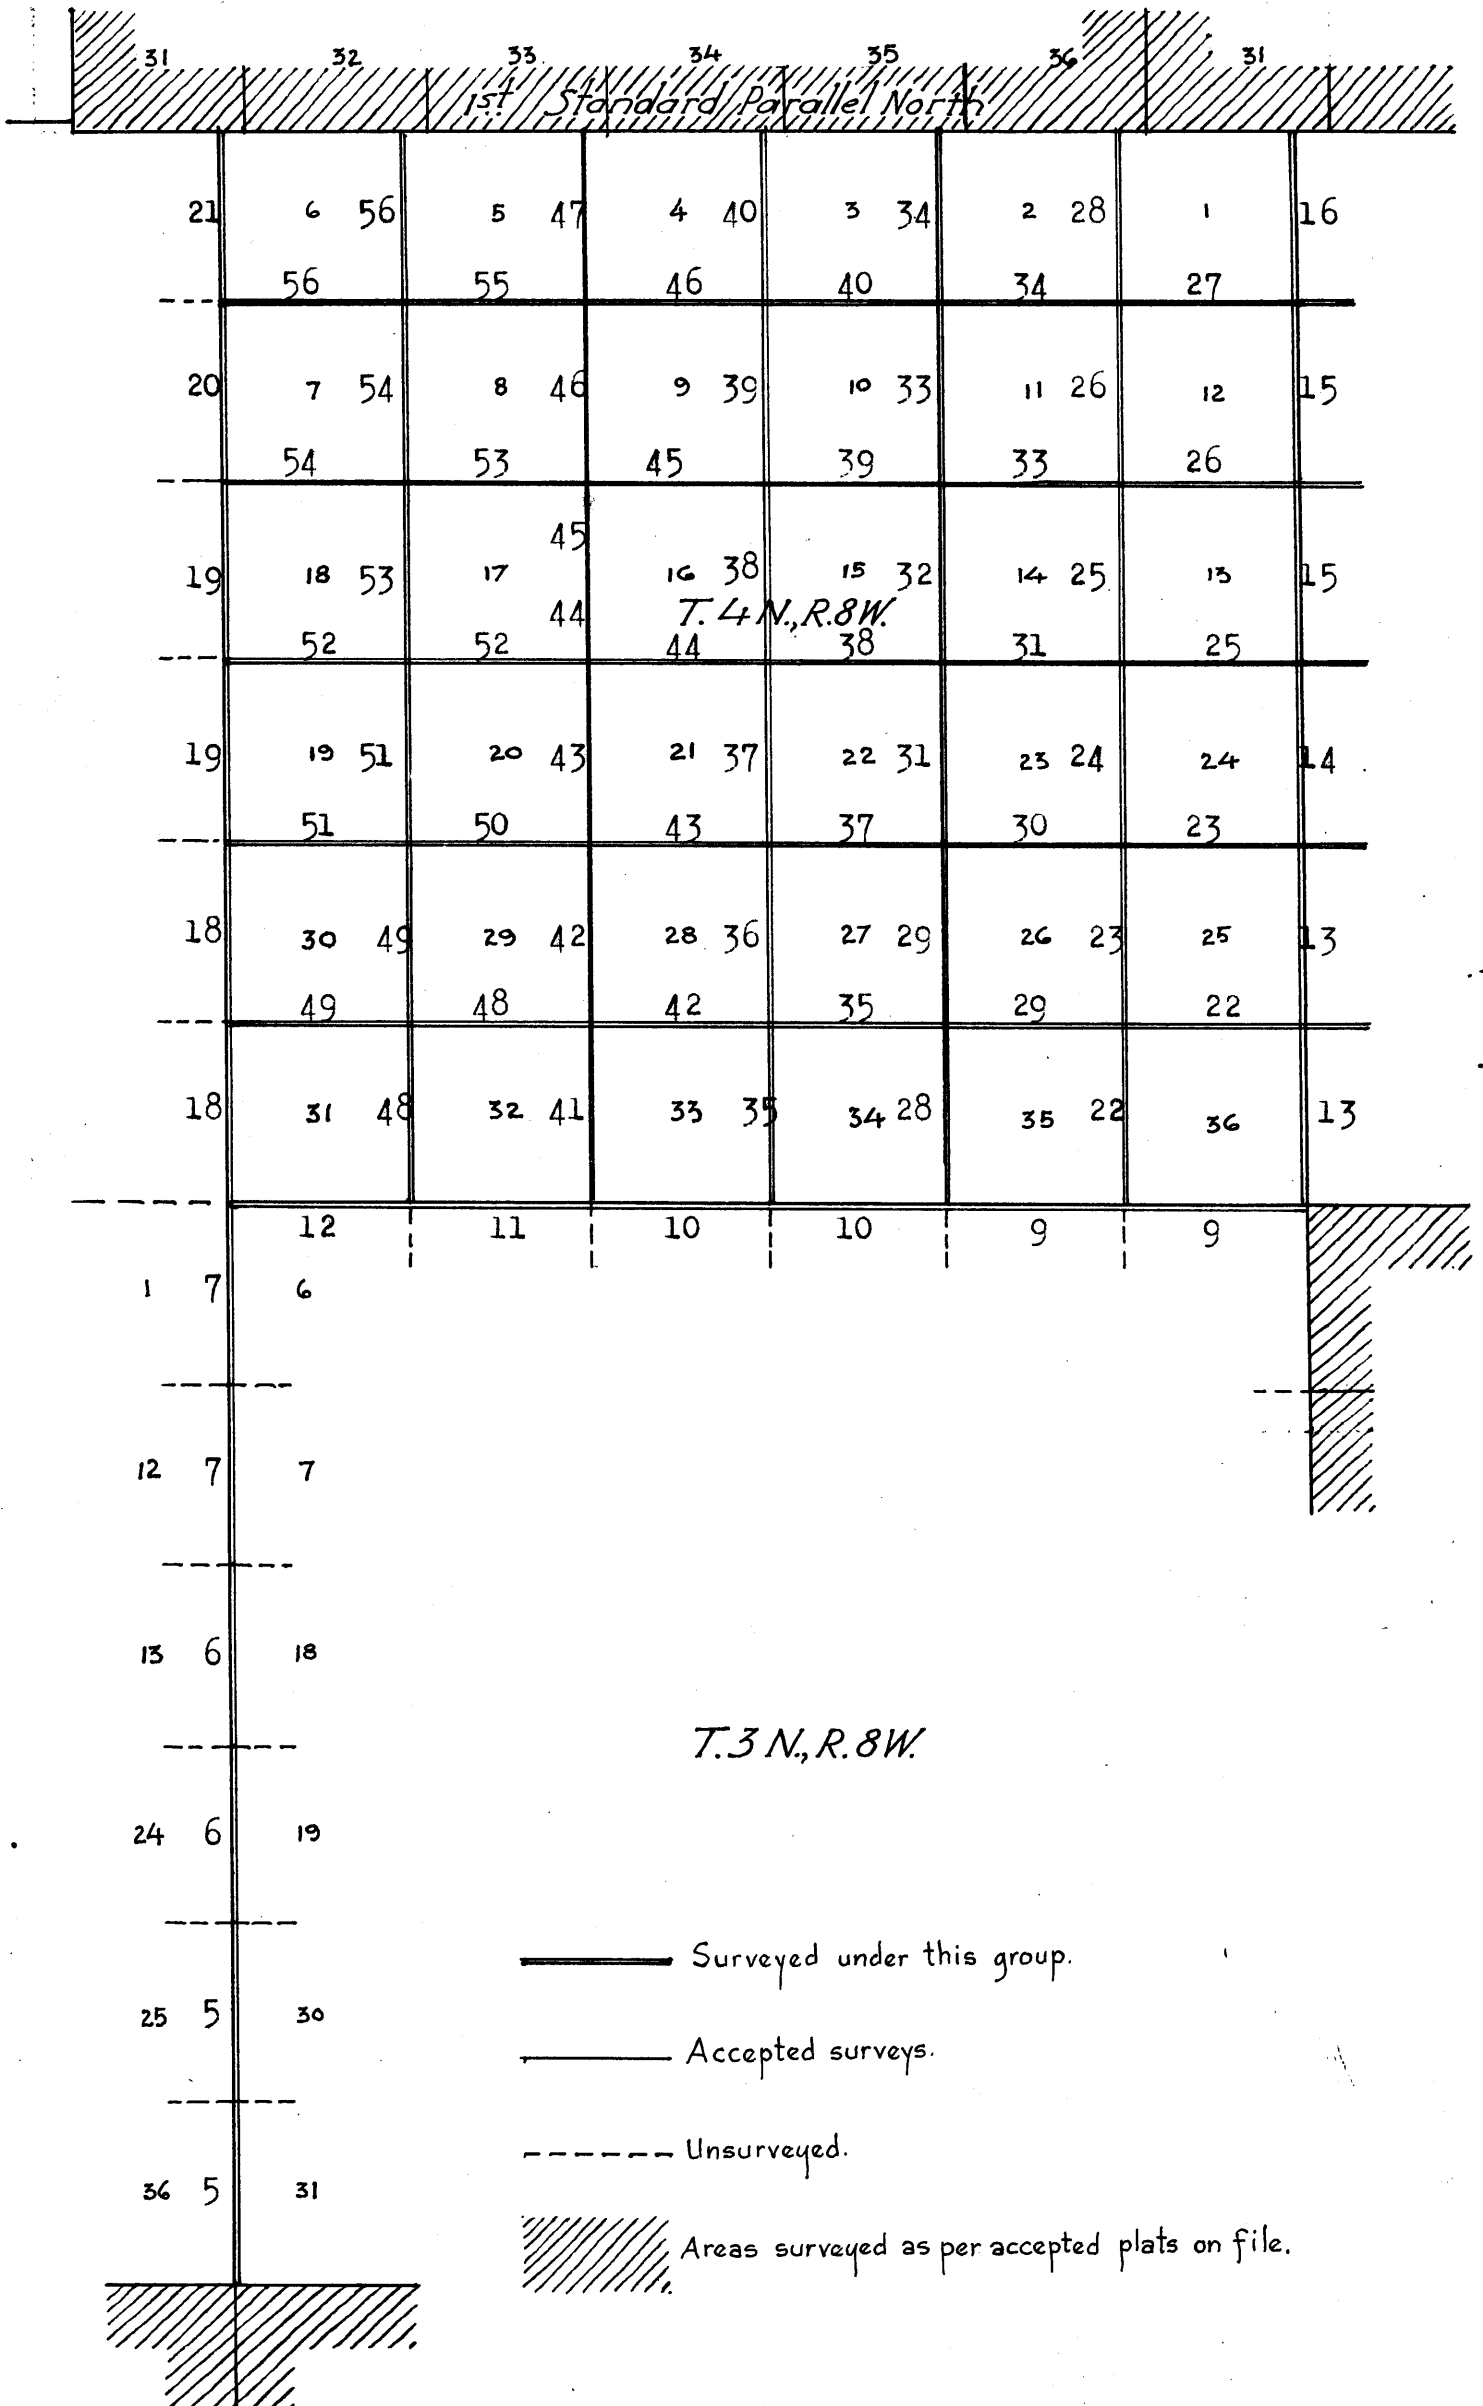 31 32 33 34 35 36 31
1st Standard Parallel North
21 6 56 5 47 4 40 3 34 2 28 1 16
56 55 46 40 34 27
20 7 54 8 46 9 39 10 33 11 26 12 15
54 53 45 39 33 26
45
19 18 53 17 16 38 15 32 14 25 13 15
44 T. 4 N., R. 8 W.
52 52 44 38 31 25
19 19 51 20 43 21 37 22 31 23 24 24 14
51 50 43 37 30 23
18 30 49 29 42 28 36 27 29 26 23 25 13
49 48 42 35 29 22
18 31 48 32 41 33 35 34 28 35 22 36 13
12 11 10 10 9 9
1 7 6
12 7 7
13 6 18
T. 3 N., R. 8 W.
24 6 19
Surveyed under this group.
25 5 30
Accepted surveys.
Unsurveyed.
36 5 31
Areas surveyed as per accepted plats on file.